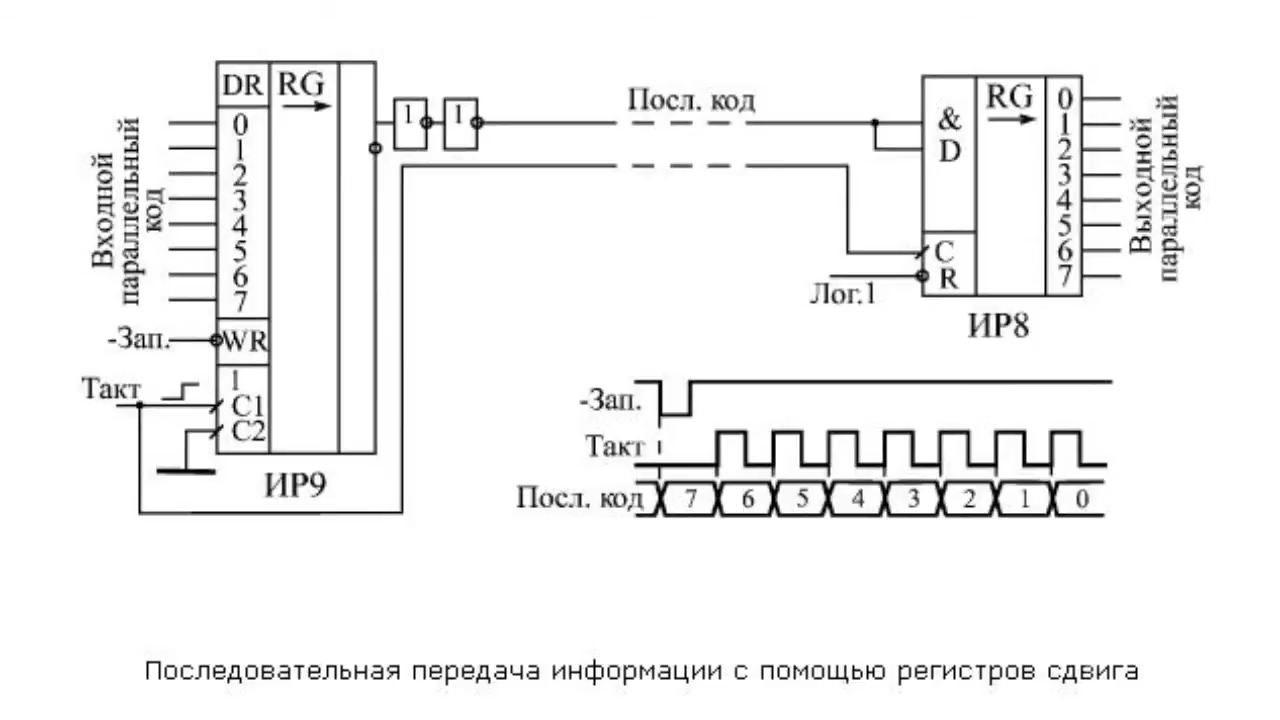 DR
RG
0
1
2
3
4
5
6
7
WR
1
C1
C2
ИР9
Входной
параллельный
код
-Зап.
Такт
1
1
Посл. код
&
D
C
R
RG
0
1
2
3
4
5
6
7
ИР8
Лог.1
Выходной
параллельный
код
-Зап.
Такт
Посл. код 7 6 5 4 3 2 1 0
Последовательная передача информации с помощью регистров сдвига